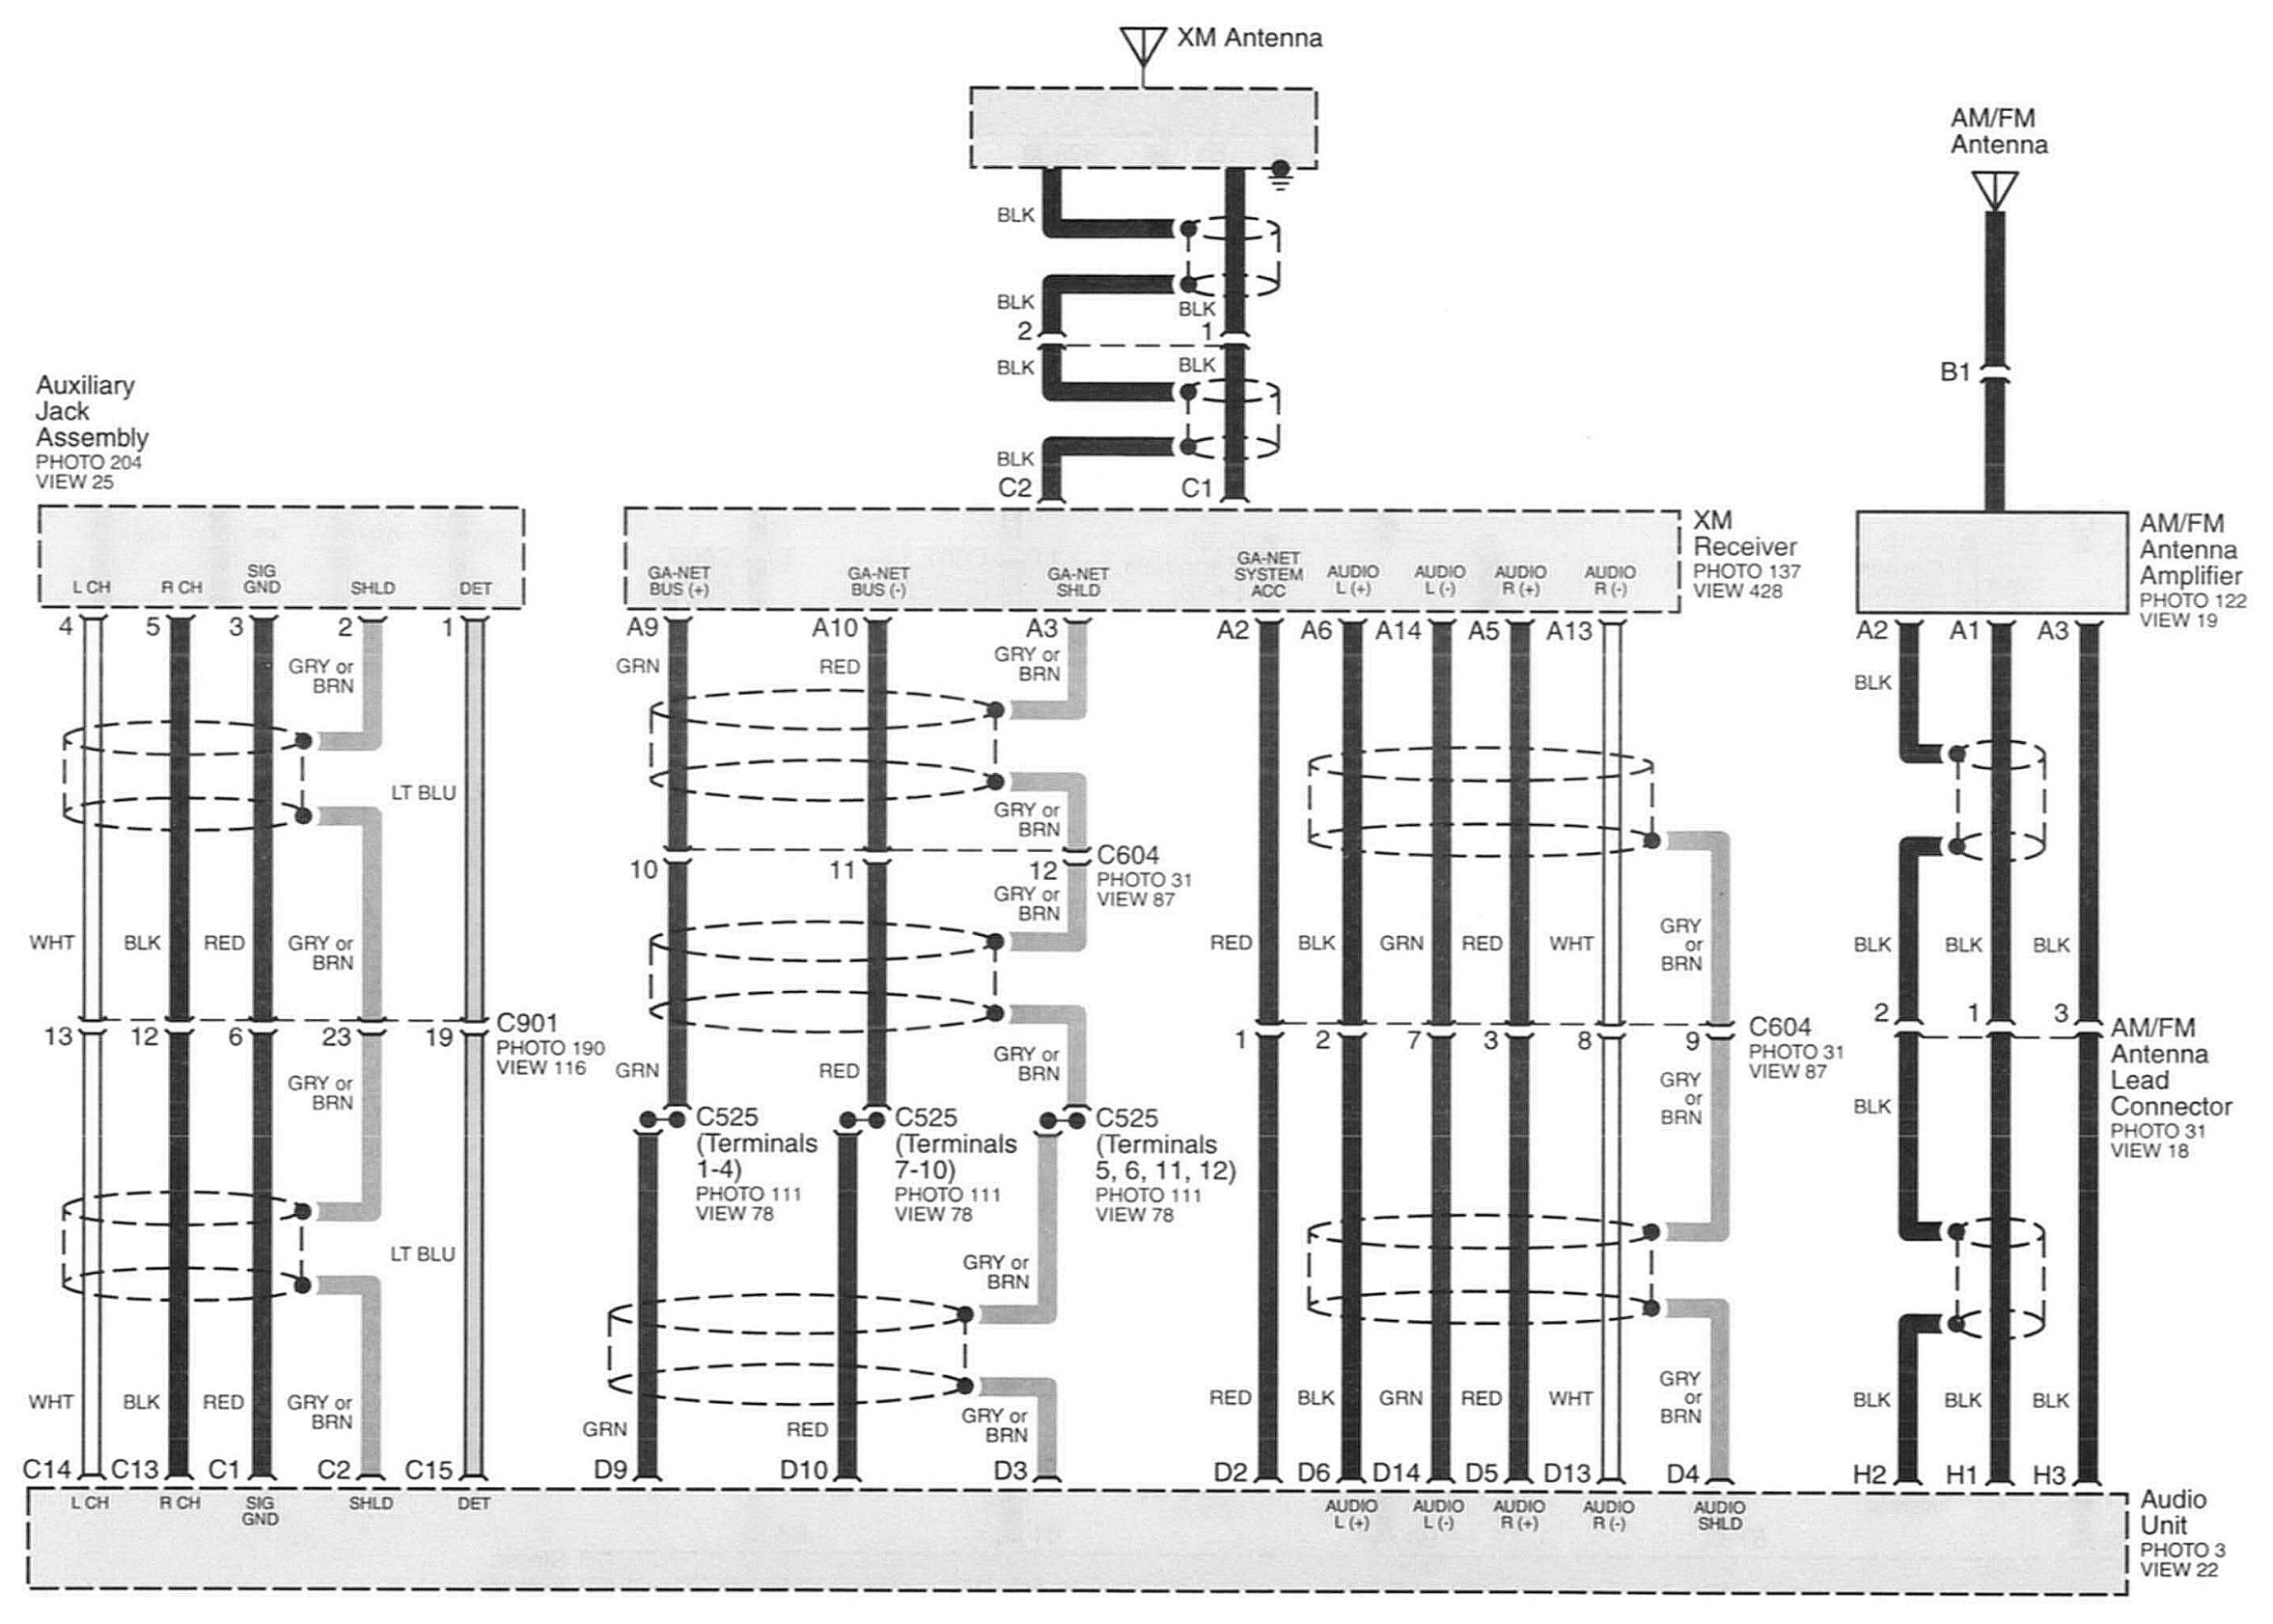 XM Antenna
AM/FM
Antenna
BLK
BLK
BLK
2
1
BLK
BLK
B1
Auxiliary
Jack
Assembly
PHOTO 204
VIEW 25
BLK
C2
C1
L CH
R CH
SIG
GND
SHLD
DET
GA-NET
BUS (+)
GA-NET
BUS (-)
GA-NET
SHLD
GA-NET
SYSTEM
ACC
AUDIO
L (+)
AUDIO
L (-)
AUDIO
R (+)
AUDIO
R (-)
XM
Receiver
PHOTO 137
VIEW 428
AM/FM
Antenna
Amplifier
PHOTO 122
VIEW 19
4
5
3
2
1
A9
A10
A3
A2
A6
A14
A5
A13
A2
A1
A3
GRY or
BRN
GRN
RED
GRY or
BRN
BLK
LT BLU
GRY or
BRN
C604
PHOTO 31
VIEW 87
10
11
12
GRY or
BRN
WHT
BLK
RED
GRY or
BRN
RED
BLK
GRN
RED
WHT
GRY
or
BRN
BLK
BLK
BLK
13
12
6
23
19
C901
PHOTO 190
VIEW 116
GRN
RED
GRY or
BRN
1
2
7
3
8
9
C604
PHOTO 31
VIEW 87
2
1
3
AM/FM
Antenna
Lead
Connector
PHOTO 31
VIEW 18
GRY or
BRN
GRY
or
BRN
BLK
C525
(Terminals
1-4)
PHOTO 111
VIEW 78
C525
(Terminals
7-10)
PHOTO 111
VIEW 78
C525
(Terminals
5, 6, 11, 12)
PHOTO 111
VIEW 78
LT BLU
GRY or
BRN
WHT
BLK
RED
GRY or
BRN
GRN
RED
GRY or
BRN
RED
BLK
GRN
RED
WHT
GRY
or
BRN
BLK
BLK
BLK
C14
C13
C1
C2
C15
D9
D10
D3
D2
D6
D14
D5
D13
D4
H2
H1
H3
L CH
R CH
SIG
GND
SHLD
DET
AUDIO
L (+)
AUDIO
L (-)
AUDIO
R (+)
AUDIO
R (-)
AUDIO
SHLD
Audio
Unit
PHOTO 3
VIEW 22